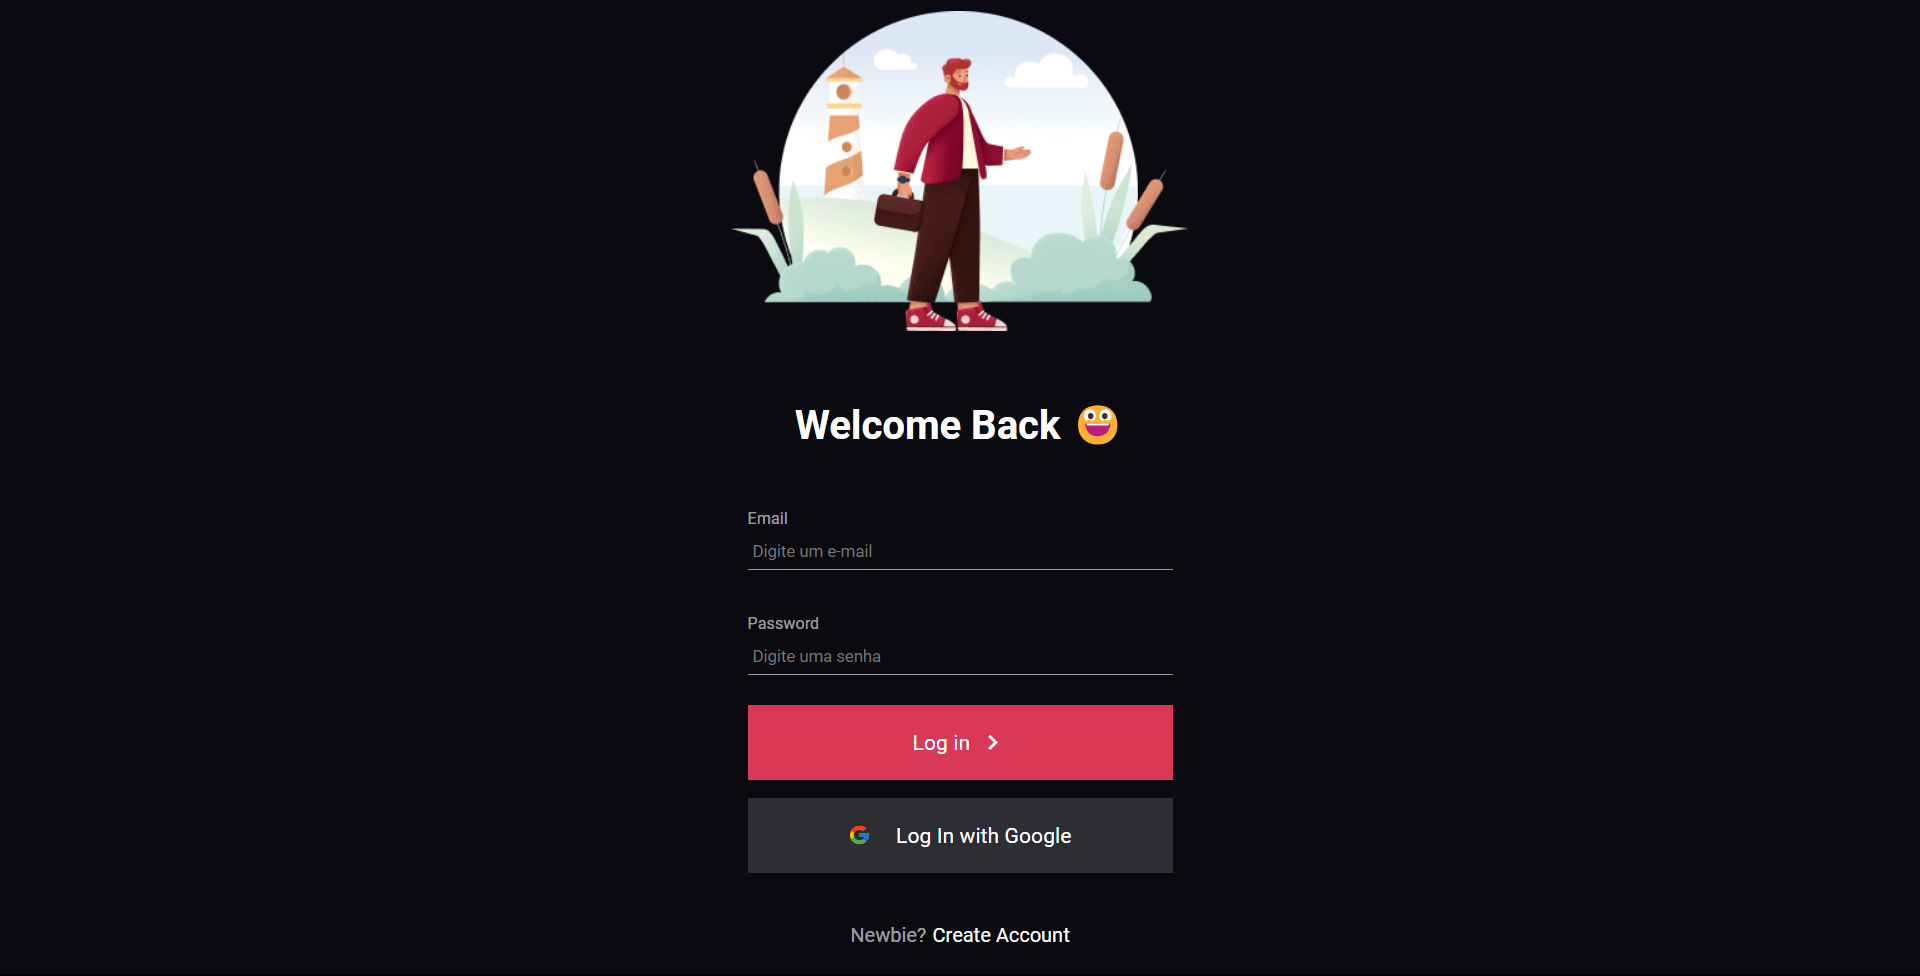 Welcome Back
Email
Digite um e-mail
Password
Digite uma senha
Log in
Log In with Google
Newbie? Create Account